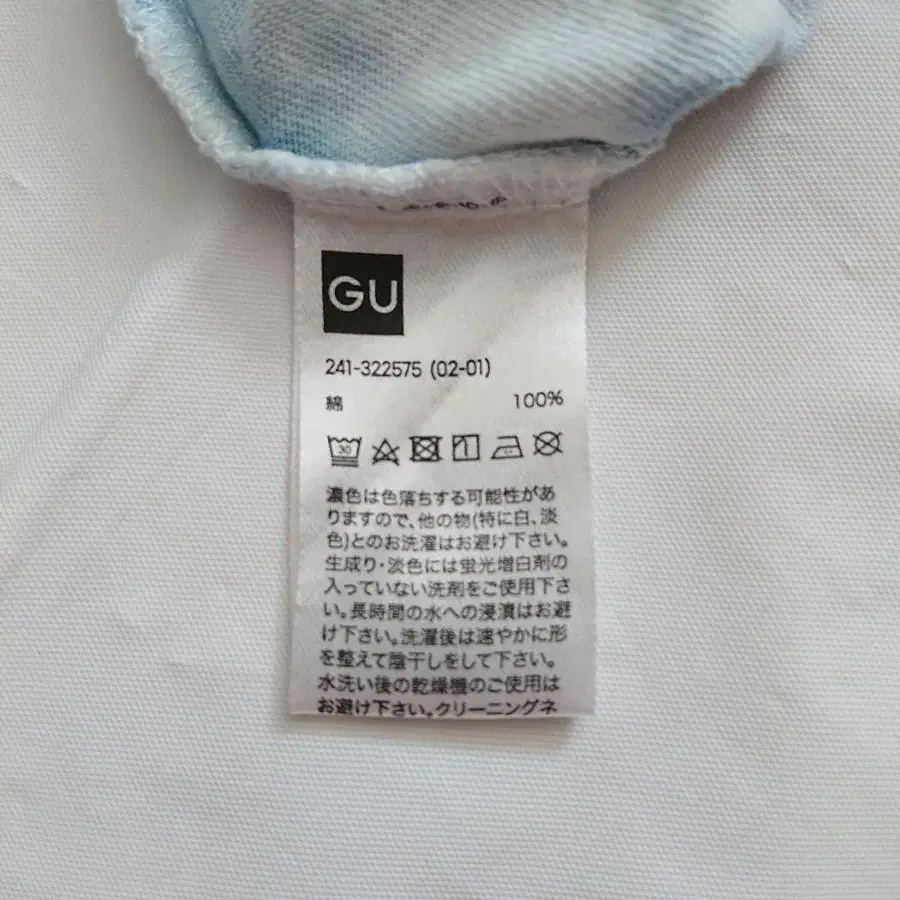 GU
241-322575 (02-01)
綿 100%
30
濃色は色落ちする可能性があ
りますので、他の物(特に白、淡
色)とのお洗濯はお避け下さい。
生成り・淡色には蛍光増白剤の
入っていない洗剤をご使用下さ
い。長時間の水への浸漬はお避
け下さい。洗濯後は速やかに形
を整えて陰干しをして下さい。
水洗い後の乾燥機のご使用は
お避け下さい。クリーニングネ